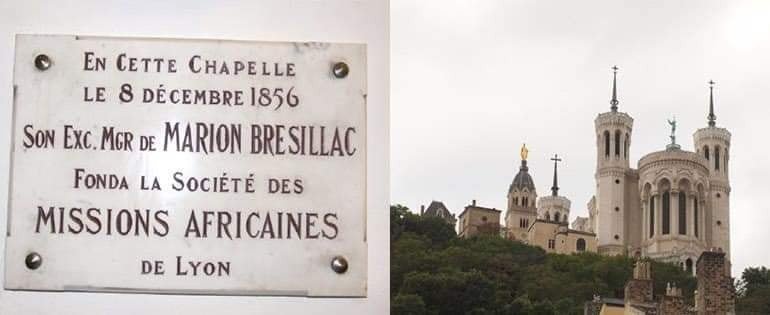 EN CETTE CHAPELLE
LE 8 DÉCEMBRE 1856
SON EXC. MGR DE MARION BRESILLAC
FONDA LA SOCIÉTÉ DES
MISSIONS AFRICAINES
DE LYON